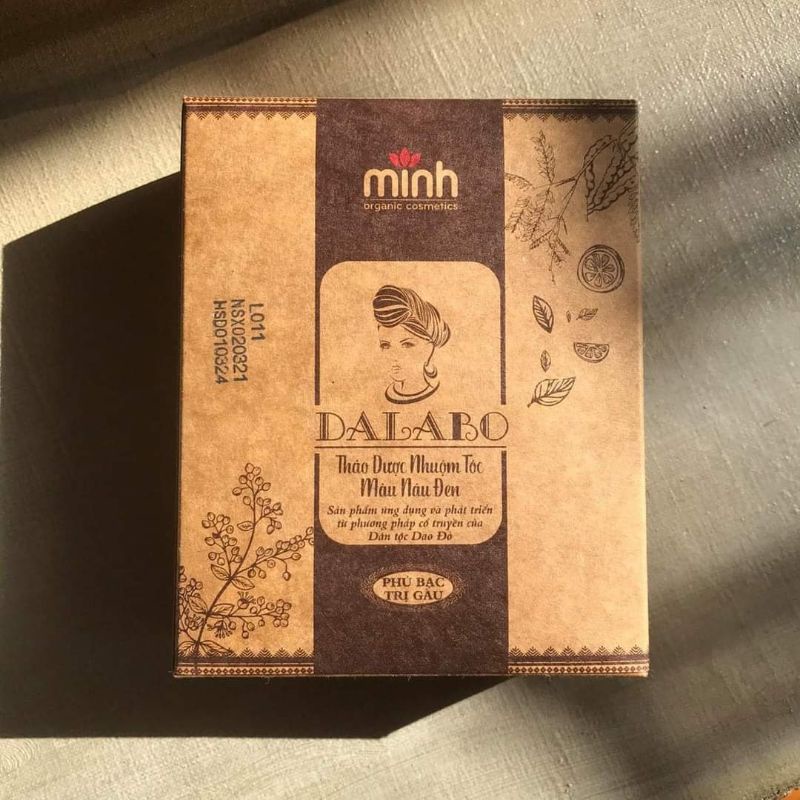 minh
organic cosmetics
L011
NSX020321
HSD010324
DALABO
Thảo Dược Nhuộm Tóc
Màu Nâu Đen
Sản phẩm ứng dụng và phát triển
từ phương pháp cổ truyền của
Dân tộc Dao Đỏ
PHỦ BẠC
TRỊ GÀU